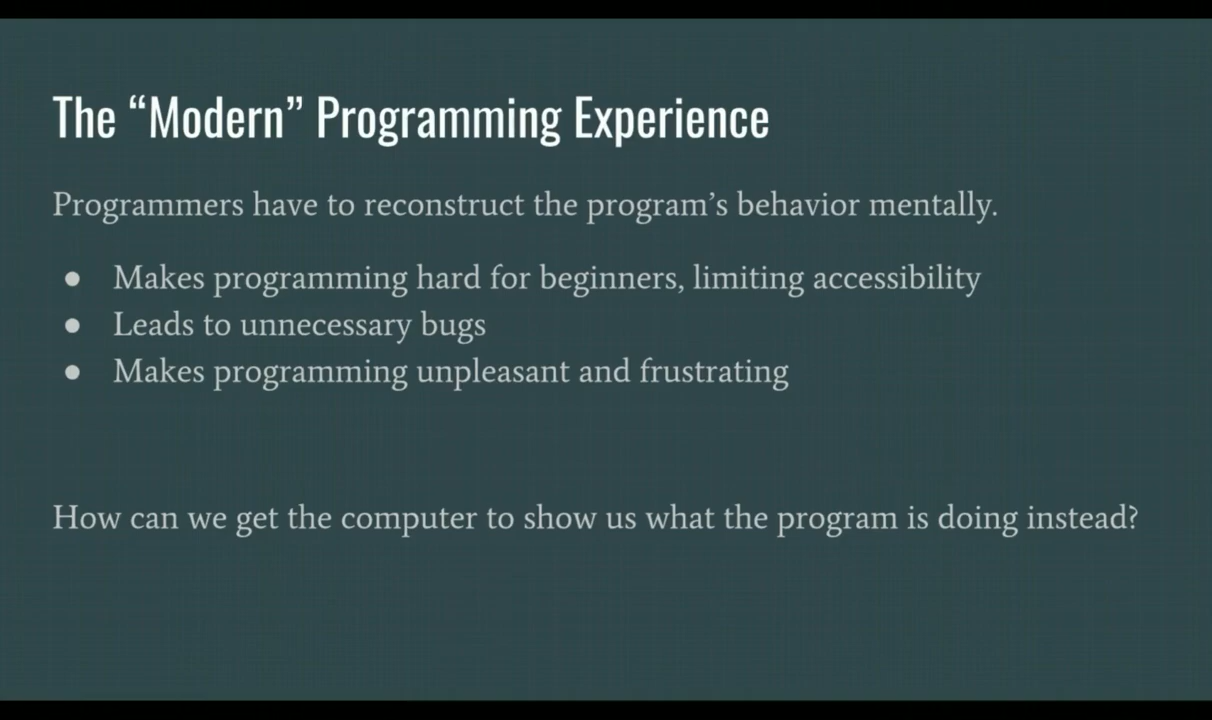 The “Modern” Programming Experience
Programmers have to reconstruct the program’s behavior mentally.
● Makes programming hard for beginners, limiting accessibility
● Leads to unnecessary bugs
● Makes programming unpleasant and frustrating
How can we get the computer to show us what the program is doing instead?